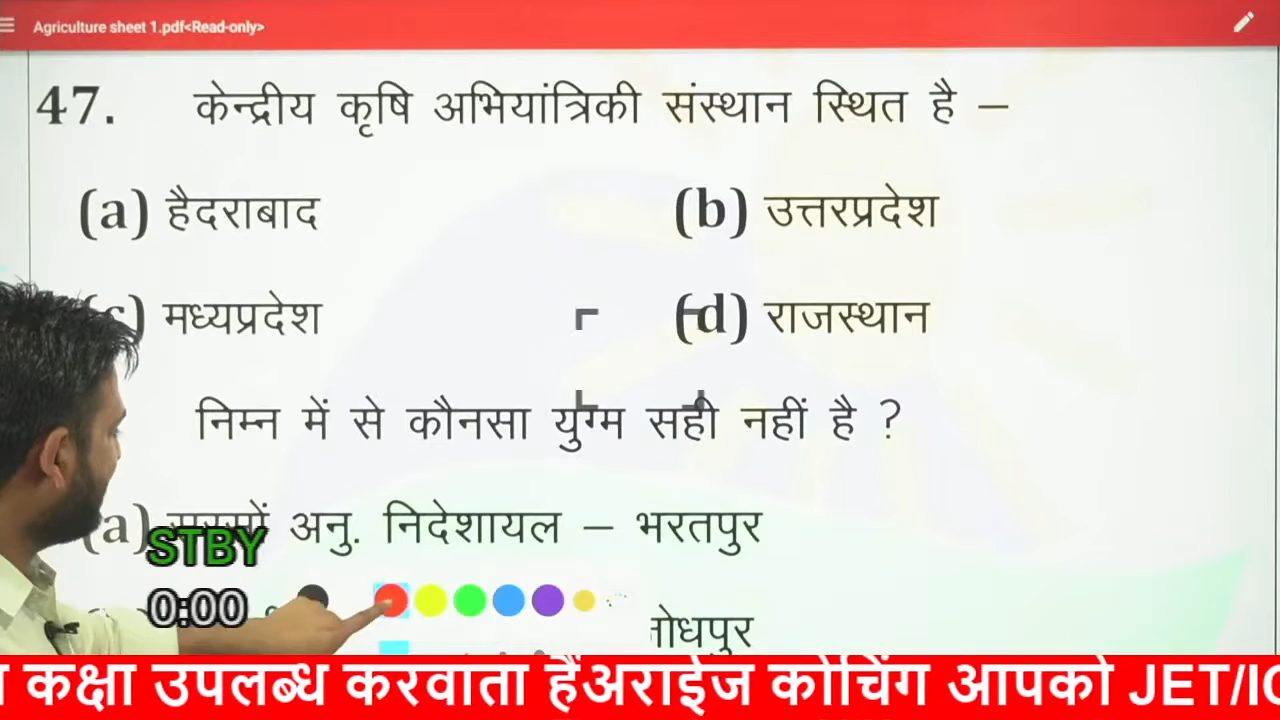 Agriculture sheet 1.pdf<Read-only>
47. केन्द्रीय कृषि अभियांत्रिकी संस्थान स्थित है –
(a) हैदराबाद (b) उत्तरप्रदेश
मध्यप्रदेश (d) राजस्थान
निम्न में से कौनसा युग्म सही नहीं है ?
(a) अनु. निदेशायल – भरतपुर
STBY
0:00
कक्षा उपलब्ध करवाता हैंअराईज कोचिंग आपको JET/IC